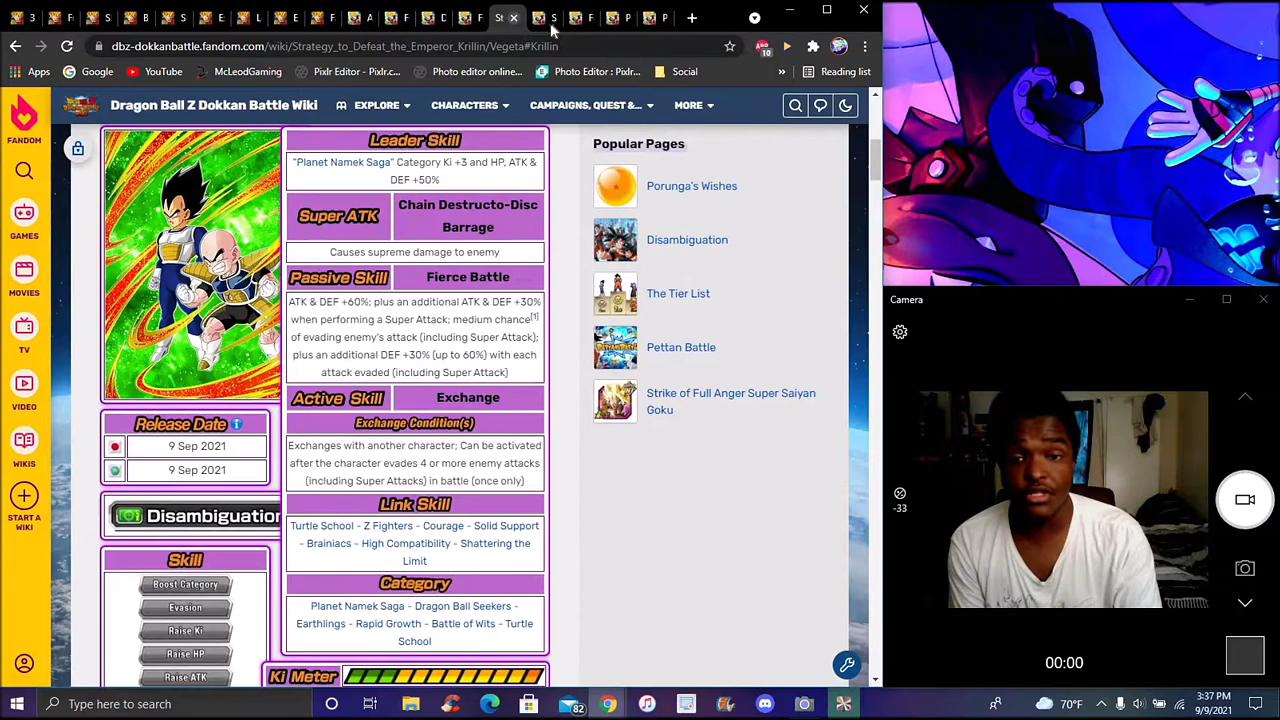 3
F
S
B
S
E
L
E
F
A
F
D
F
St
S
F
P
P
dbz-dokkanbattle.fandom.com/wiki/Strategy_to_Defeat_the_Emperor_Krillin/Vegeta#Krillin
10
Apps
Google
YouTube
McLeodGaming
Pixlr Editor - Pixlr.c...
Photo editor online...
Photo Editor : Pixlr...
Social
»
Reading list
FANDOM
GAMES
MOVIES
TV
VIDEO
WIKIS
START A
WIKI
Dragon Ball Z Dokkan Battle Wiki
EXPLORE
CHARACTERS
CAMPAIGNS, QUEST &...
MORE
Leader Skill
"Planet Namek Saga" Category Ki +3 and HP, ATK &
DEF +50%
Super ATK
Chain Destructo-Disc
Barrage
Causes supreme damage to enemy
Passive Skill
Fierce Battle
ATK & DEF +60%; plus an additional ATK & DEF +30%
when performing a Super Attack; medium chance[1]
of evading enemy's attack (including Super Attack);
plus an additional DEF +30% (up to 60%) with each
attack evaded (including Super Attack)
Active Skill
Exchange
Exchange Condition(s)
Exchanges with another character; Can be activated
after the character evades 4 or more enemy attacks
(including Super Attacks) in battle (once only)
Link Skill
Turtle School - Z Fighters - Courage - Solid Support
- Brainiacs - High Compatibility - Shattering the
Limit
Category
Planet Namek Saga - Dragon Ball Seekers -
Earthlings - Rapid Growth - Battle of Wits - Turtle
School
Ki Meter
Release Date
9 Sep 2021
9 Sep 2021
Disambiguation
Skill
Boost Category
Evasion
Raise Ki
Raise HP
Raise ATK
Popular Pages
Porunga's Wishes
Disambiguation
The Tier List
Pettan Battle
Strike of Full Anger Super Saiyan
Goku
Camera
-33
00:00
Type here to search
82
70°F
3:37 PM
9/9/2021